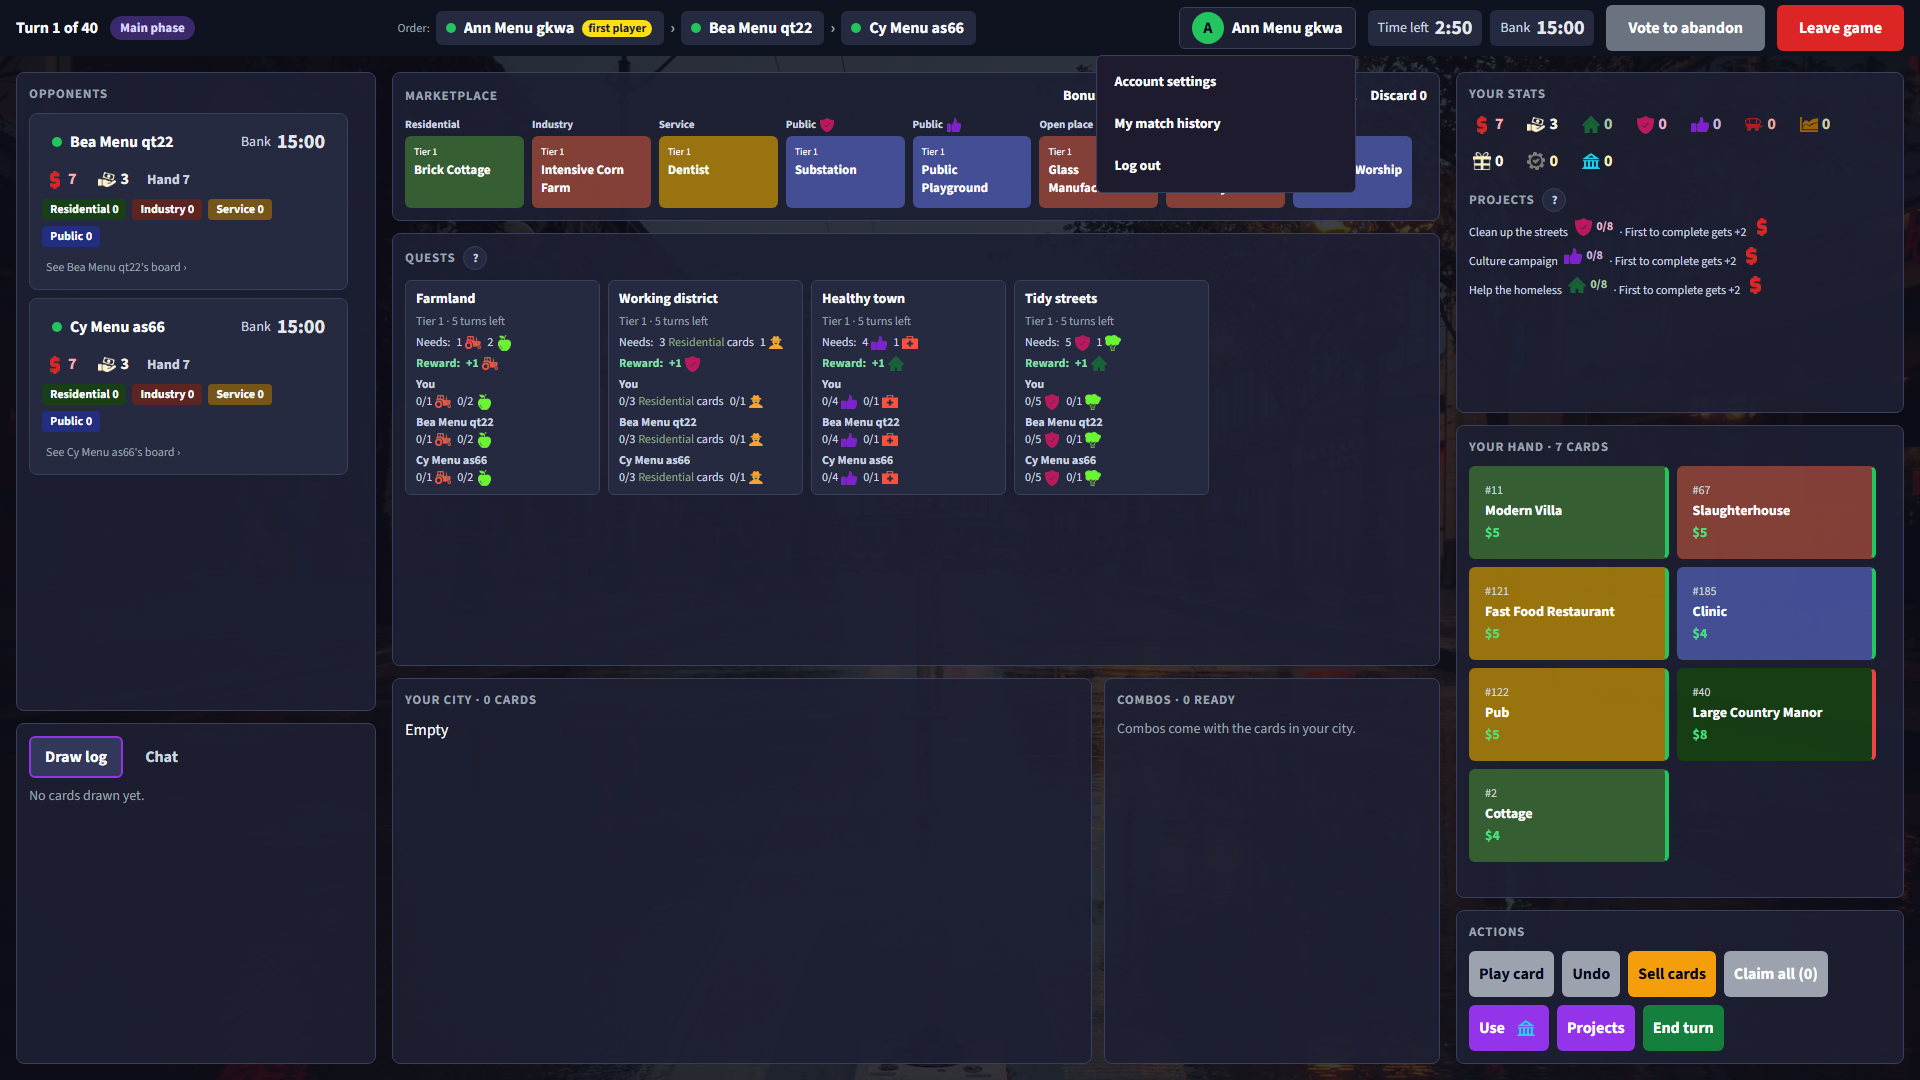 Turn 1 of 40
Main phase
Order:
Ann Menu gkwa
first player
›
Bea Menu qt22
›
Cy Menu as66
A
Ann Menu gkwa
Time left 2:50
Bank 15:00
Vote to abandon
Leave game
Account settings
My match history
Log out
OPPONENTS
Bea Menu qt22
Bank 15:00
7
3
Hand 7
Residential 0
Industry 0
Service 0
Public 0
See Bea Menu qt22's board ›
Cy Menu as66
Bank 15:00
7
3
Hand 7
Residential 0
Industry 0
Service 0
Public 0
See Cy Menu as66's board ›
Draw log
Chat
No cards drawn yet.
MARKETPLACE
Discard 0
Residential
Tier 1
Brick Cottage
Industry
Tier 1
Intensive Corn
Farm
Service
Tier 1
Dentist
Public
Tier 1
Substation
Public
Tier 1
Public
Playground
Open place
Tier 1
Glass
Worship
QUESTS
?
Farmland
Tier 1 · 5 turns left
Needs: 1 2
Reward: +1
You
0/1 0/2
Bea Menu qt22
0/1 0/2
Cy Menu as66
0/1 0/2
Working district
Tier 1 · 5 turns left
Needs: 3 Residential cards 1
Reward: +1
You
0/3 Residential cards 0/1
Bea Menu qt22
0/3 Residential cards 0/1
Cy Menu as66
0/3 Residential cards 0/1
Healthy town
Tier 1 · 5 turns left
Needs: 4 1
Reward: +1
You
0/4 0/1
Bea Menu qt22
0/4 0/1
Cy Menu as66
0/4 0/1
Tidy streets
Tier 1 · 5 turns left
Needs: 5 1
Reward: +1
You
0/5 0/1
Bea Menu qt22
0/5 0/1
Cy Menu as66
0/5 0/1
YOUR CITY · 0 CARDS
Empty
COMBOS · 0 READY
Combos come with the cards in your city.
YOUR STATS
7 3 0 0 0 0 0
0 0 0
PROJECTS
?
Clean up the streets 0/8 · First to complete gets +2
Culture campaign 0/8 · First to complete gets +2
Help the homeless 0/8 · First to complete gets +2
YOUR HAND · 7 CARDS
#11
Modern Villa
$5
#67
Slaughterhouse
$5
#121
Fast Food Restaurant
$5
#185
Clinic
$4
#122
Pub
$5
#40
Large Country Manor
$8
#2
Cottage
$4
ACTIONS
Play card
Undo
Sell cards
Claim all (0)
Use
Projects
End turn